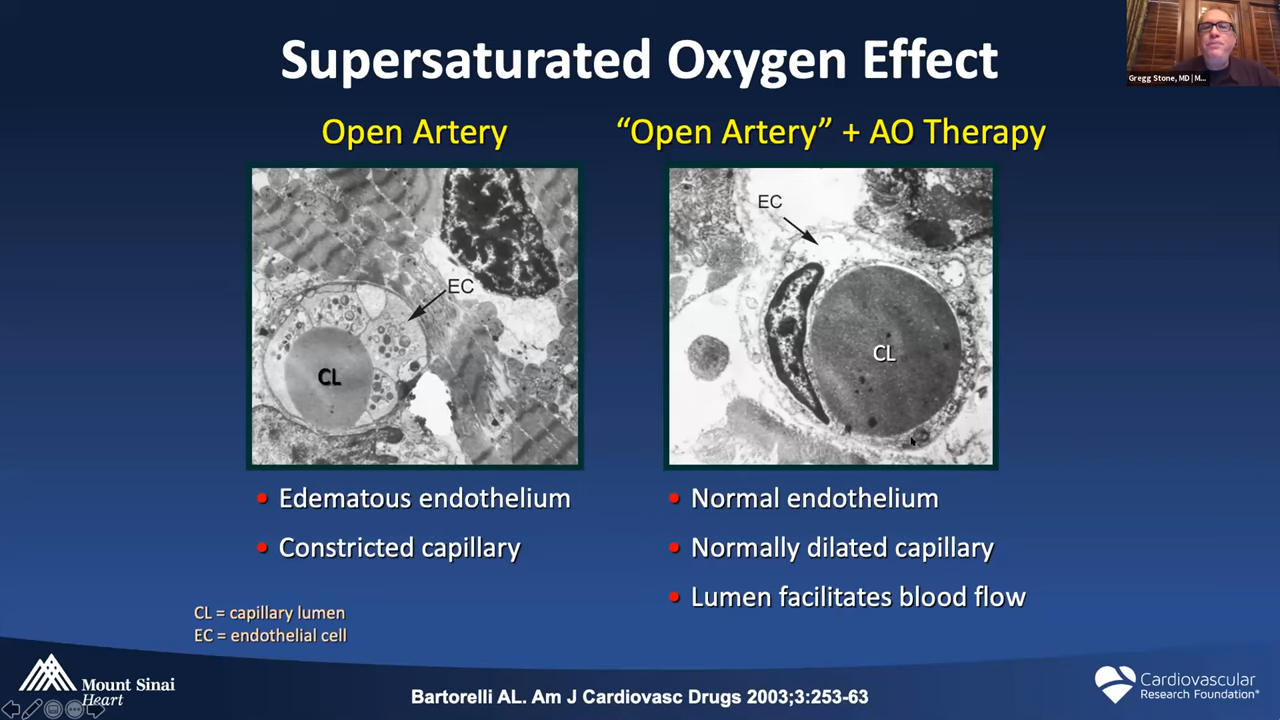 Supersaturated Oxygen Effect
Gregg Stone, MD | M...
Open Artery
“Open Artery” + AO Therapy
EC
CL
EC
CL
• Edematous endothelium
• Constricted capillary
• Normal endothelium
• Normally dilated capillary
• Lumen facilitates blood flow
CL = capillary lumen
EC = endothelial cell
Mount Sinai
Heart
Bartorelli AL. Am J Cardiovasc Drugs 2003;3:253-63
Cardiovascular
Research Foundation®